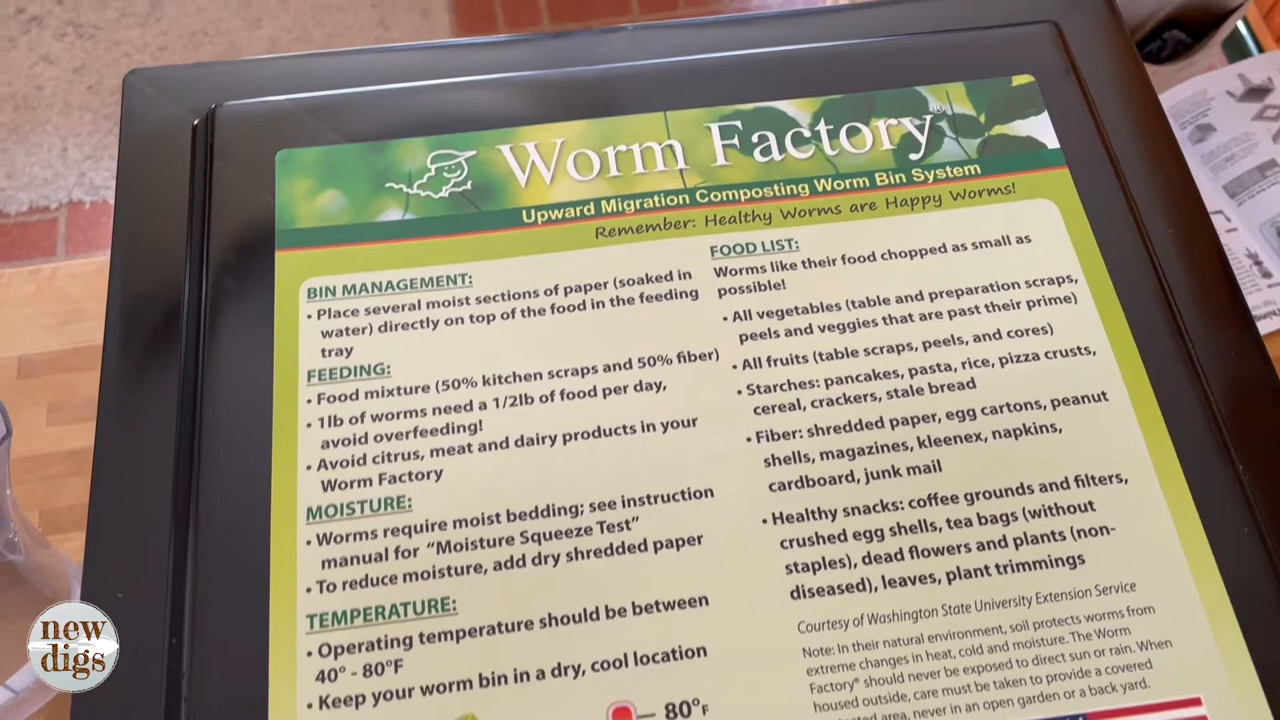 Worm Factory®
Upward Migration Composting Worm Bin System
Remember: Healthy Worms are Happy Worms!
BIN MANAGEMENT:
• Place several moist sections of paper (soaked in
water) directly on top of the food in the feeding
tray
FEEDING:
• Food mixture (50% kitchen scraps and 50% fiber)
• 1lb of worms need a 1/2lb of food per day,
avoid overfeeding!
• Avoid citrus, meat and dairy products in your
Worm Factory
MOISTURE:
• Worms require moist bedding; see instruction
manual for “Moisture Squeeze Test”
• To reduce moisture, add dry shredded paper
TEMPERATURE:
• Operating temperature should be between
40° - 80°F
• Keep your worm bin in a dry, cool location
80°F
FOOD LIST:
Worms like their food chopped as small as
possible!
• All vegetables (table and preparation scraps,
peels and veggies that are past their prime)
• All fruits (table scraps, peels, and cores)
• Starches: pancakes, pasta, rice, pizza crusts,
cereal, crackers, stale bread
• Fiber: shredded paper, egg cartons, peanut
shells, magazines, kleenex, napkins,
cardboard, junk mail
• Healthy snacks: coffee grounds and filters,
crushed egg shells, tea bags (without
staples), dead flowers and plants (non-
diseased), leaves, plant trimmings
Courtesy of Washington State University Extension Service
Note: In their natural environment, soil protects worms from
extreme changes in heat, cold and moisture. The Worm
Factory® should never be exposed to direct sun or rain. When
housed outside, care must be taken to provide a covered
area, never in an open garden or a back yard.
new
digs